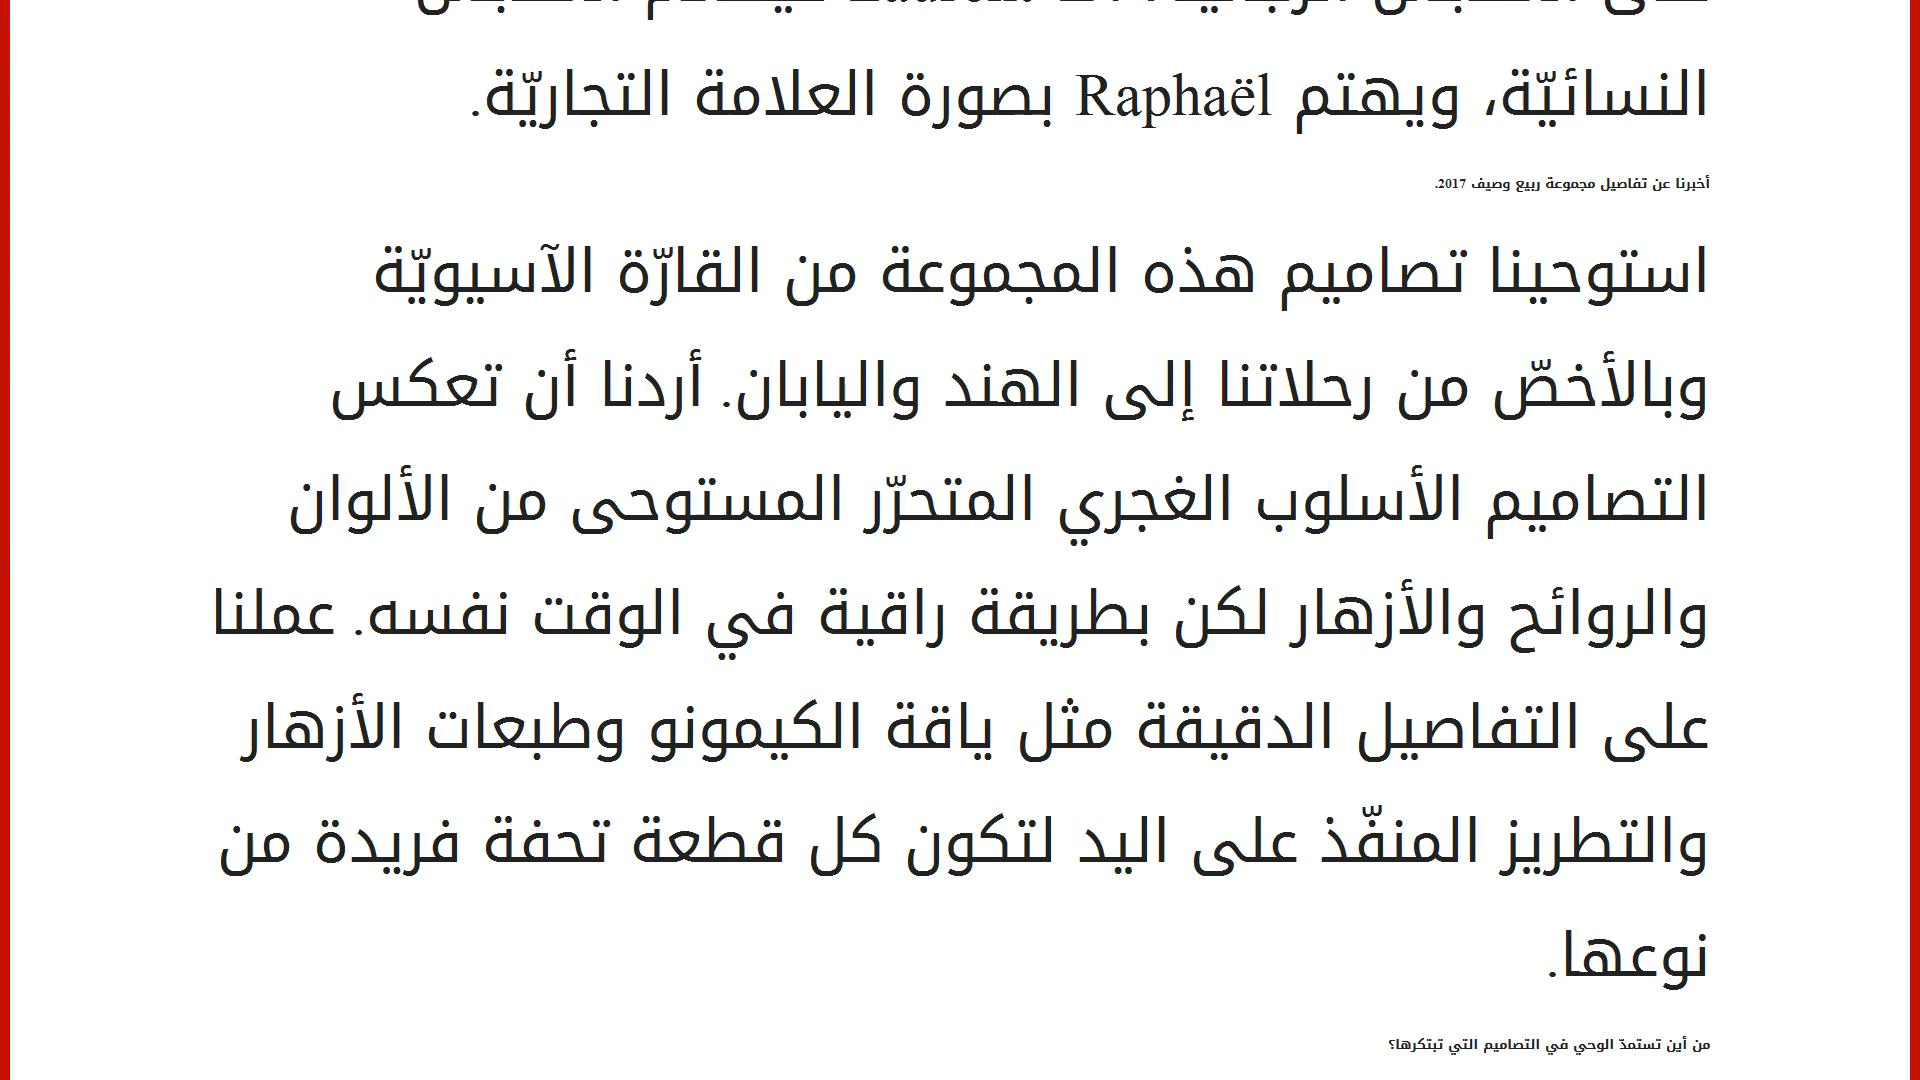 النسائيّة، ويهتم Raphaël بصورة العلامة التجاريّة.
أخبرنا عن تفاصيل مجموعة ربيع وصيف 2017.
استوحينا تصاميم هذه المجموعة من القارّة الآسيويّة
وبالأخصّ من رحلاتنا إلى الهند واليابان. أردنا أن تعكس
التصاميم الأسلوب الغجري المتحرّر المستوحى من الألوان
والروائح والأزهار لكن بطريقة راقية في الوقت نفسه. عملنا
على التفاصيل الدقيقة مثل ياقة الكيمونو وطبعات الأزهار
والتطريز المنفّذ على اليد لتكون كل قطعة تحفة فريدة من
نوعها.
من أين تستمدّ الوحي في التصاميم التي تبتكرها؟